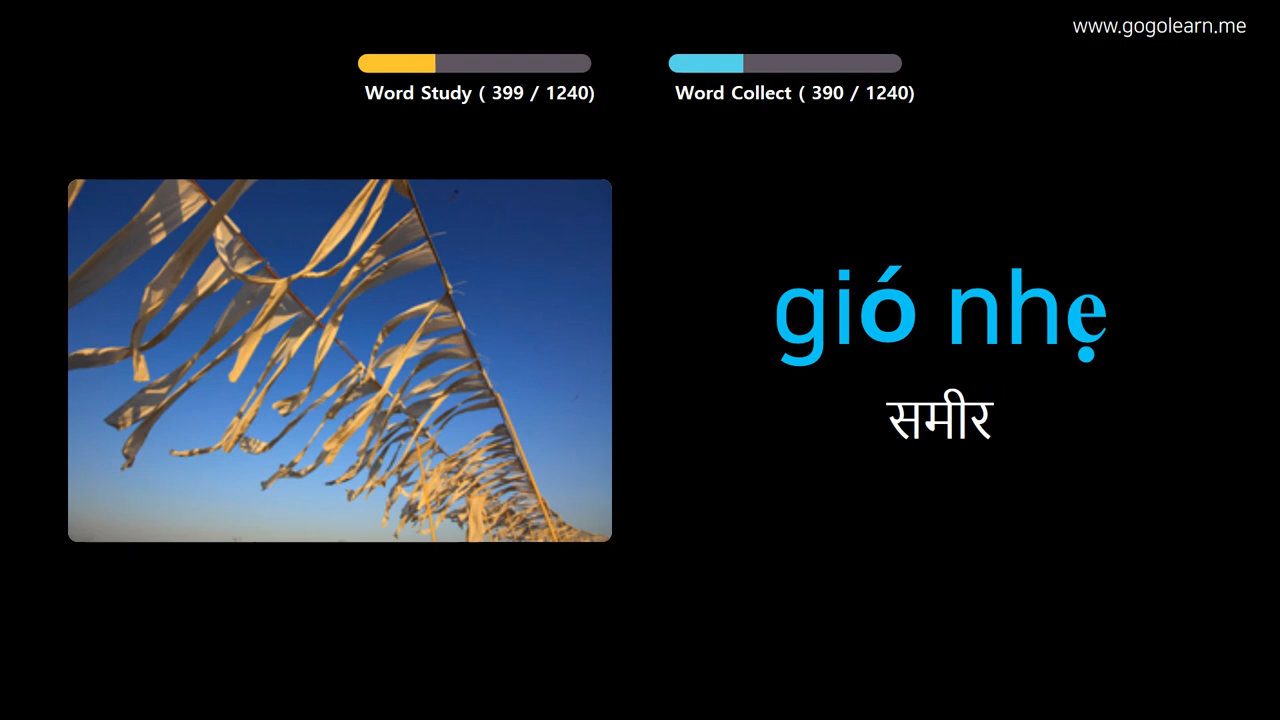 www.gogolearn.me
Word Study ( 399 / 1240)
Word Collect ( 390 / 1240)
gió nhẹ
समीर